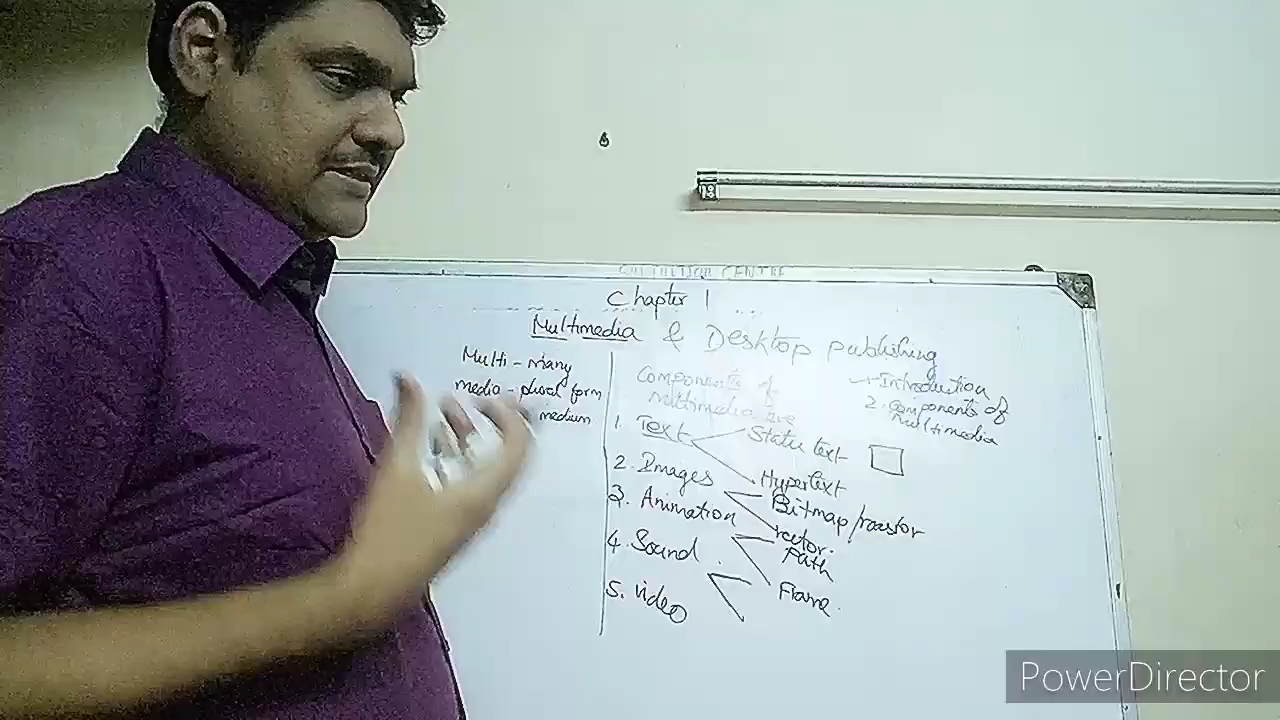 Chapter 1
Multimedia & Desktop publishing
Multi - many
media - plural form
medium
Components of
multimedia are
1. Text
Static text
Hypertext
2. Images
Bitmap/raastor
vector.
3. Animation
Path
Frame.
4. Sound
5. video
1. Introduction
2. Components of
multimedia
PowerDirector